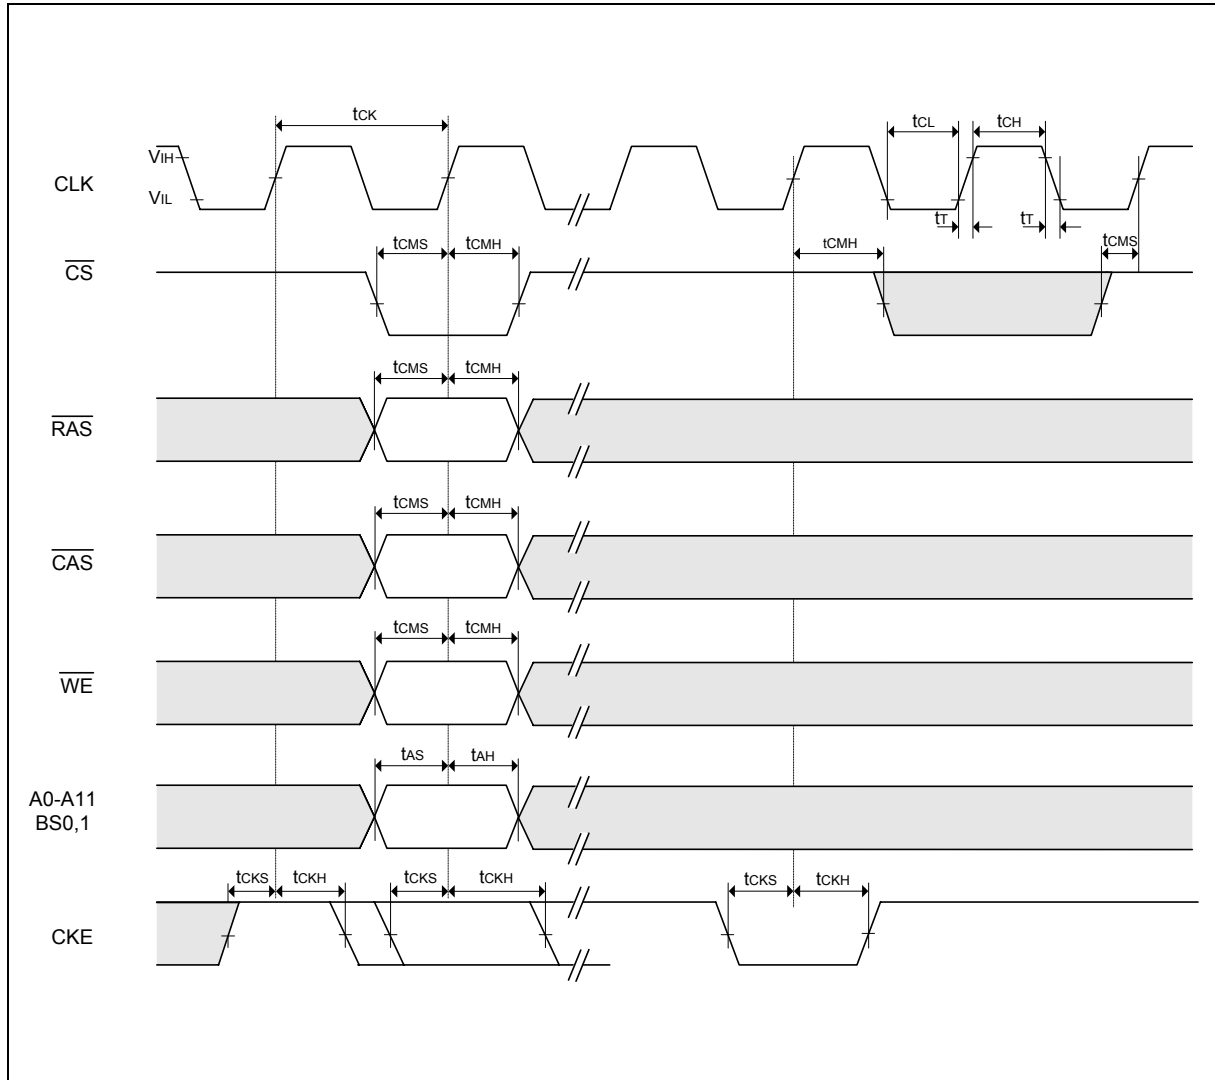 tCK
tCL
tCH
VIH
CLK
VIL
tT
tT
tCMS
tCMH
tCMH
tCMS
CS
tCMS
tCMH
RAS
tCMS
tCMH
CAS
tCMS
tCMH
WE
tAS
tAH
A0-A11
BS0,1
tCKS
tCKH
tCKS
tCKH
tCKS
tCKH
CKE